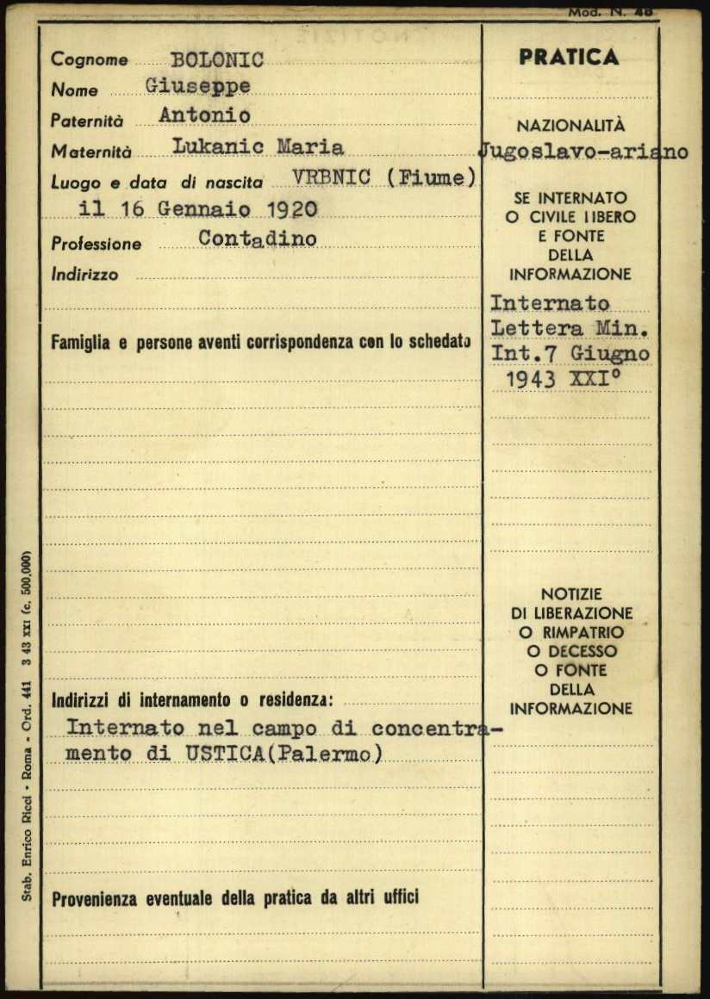 Mod. N. 48
Cognome BOLONIC
Nome Giuseppe
Paternità Antonio
Maternità Lukanic Maria
Luogo e data di nascita VRBNIC (Fiume)
il 16 Gennaio 1920
Professione Contadino
Indirizzo
Famiglia e persone aventi corrispondenza con lo schedato
Indirizzi di internamento o residenza:
Internato nel campo di concentra-
mento di USTICA(Palermo)
Provenienza eventuale della pratica da altri uffici
PRATICA
NAZIONALITÀ
Jugoslavo-ariano
SE INTERNATO
O CIVILE LIBERO
E FONTE
DELLA
INFORMAZIONE
Internato
Lettera Min.
Int.7 Giugno
1943 XXI°
NOTIZIE
DI LIBERAZIONE
O RIMPATRIO
O DECESSO
O FONTE
DELLA
INFORMAZIONE
Stab. Enrico Ricci - Roma - Ord. 441 3 43 XXI (c. 500.000)